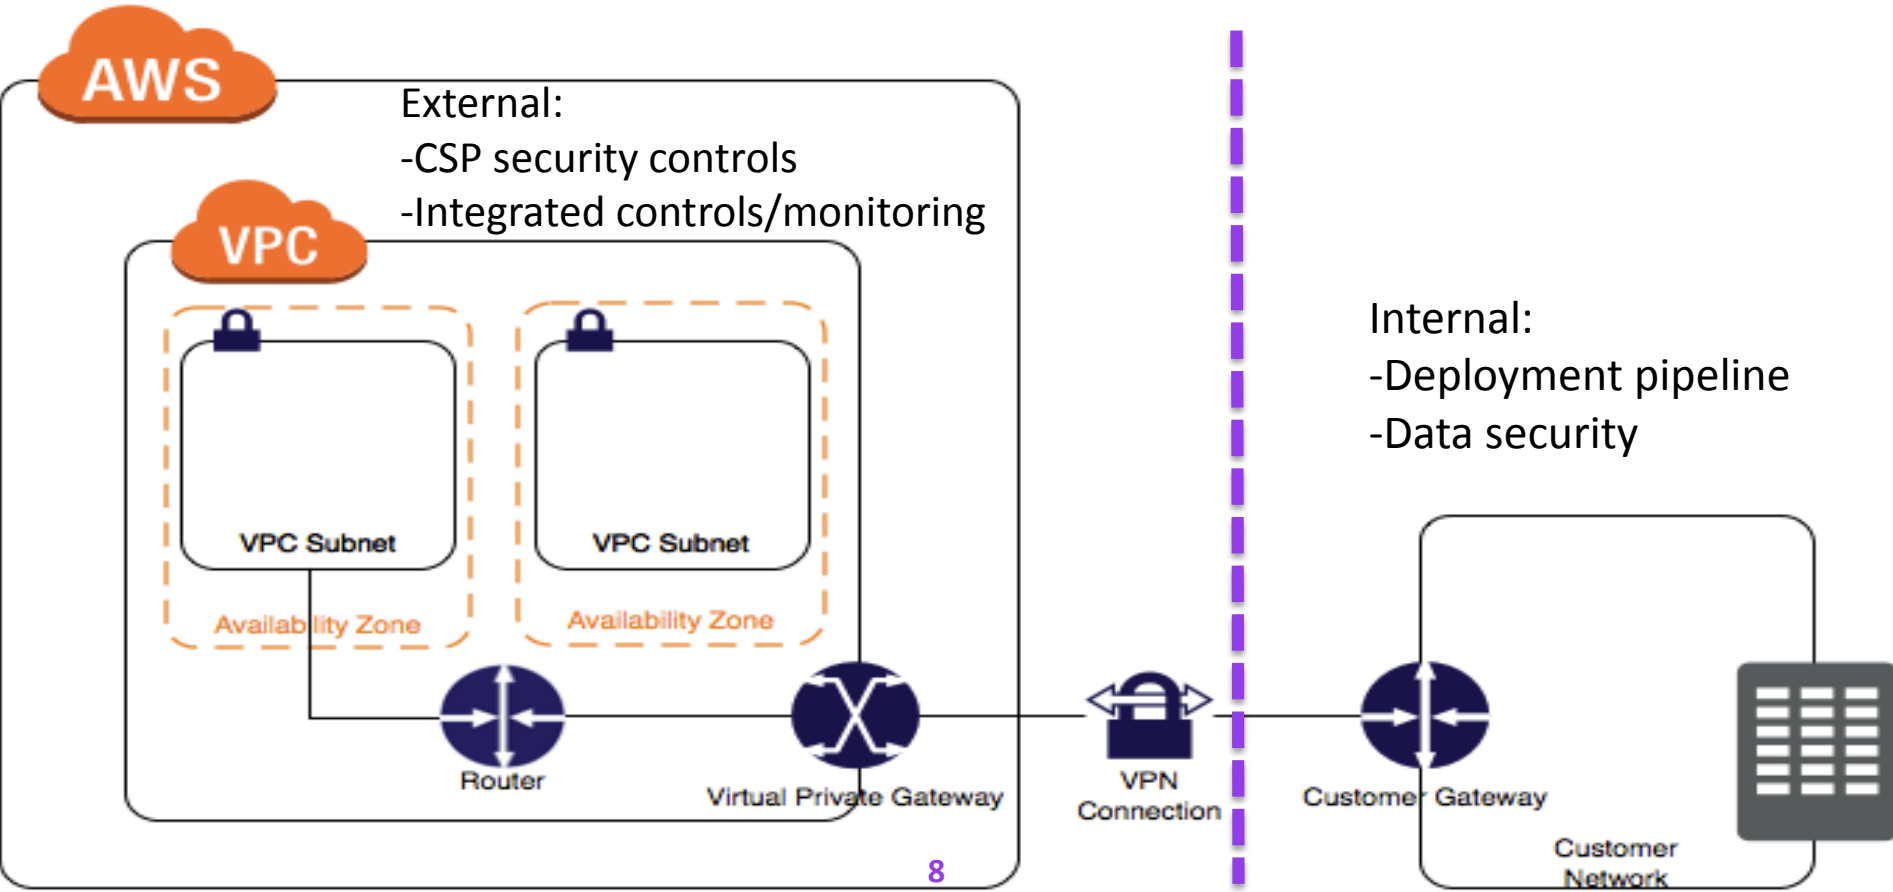 AWS
External:
-CSP security controls
-Integrated controls/monitoring
VPC
Internal:
-Deployment pipeline
-Data security
VPC Subnet
VPC Subnet
Availability Zone
Availability Zone
Router
Virtual Private Gateway
VPN
Connection
Customer Gateway
Customer
Network
8